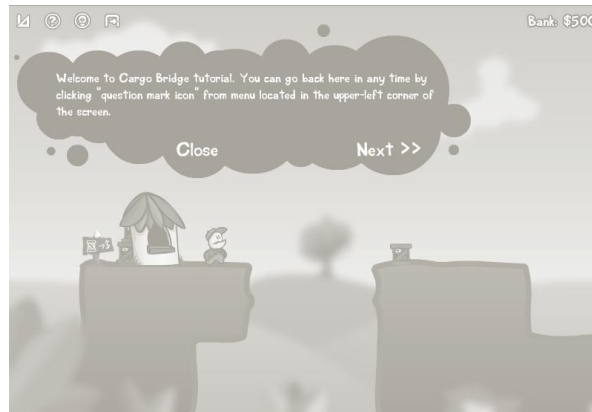 Bank: $500
Welcome to Cargo Bridge tutorial. You can go back here in any time by
clicking "question mark icon" from menu located in the upper-left corner of
the screen.
Close Next >>